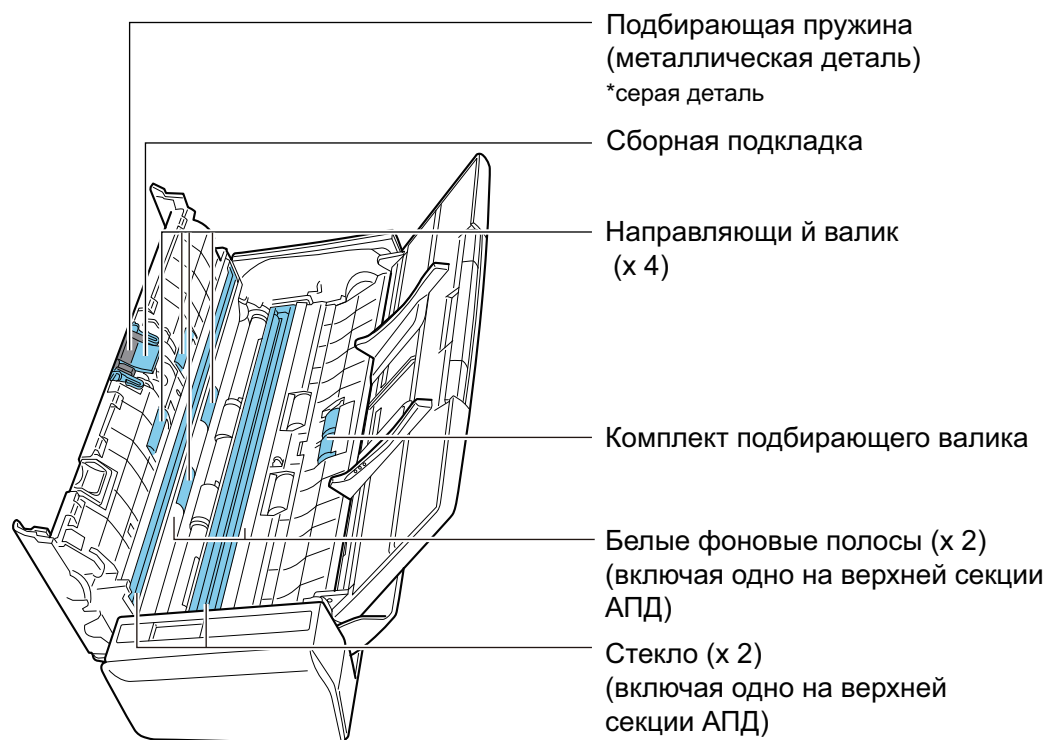 Подбирающая пружина
(металлическая деталь)
*серая деталь
Сборная подкладка
Направляющи й валик
(x 4)
Комплект подбирающего валика
Белые фоновые полосы (x 2)
(включая одно на верхней секции
АПД)
Стекло (x 2)
(включая одно на верхней
секции АПД)